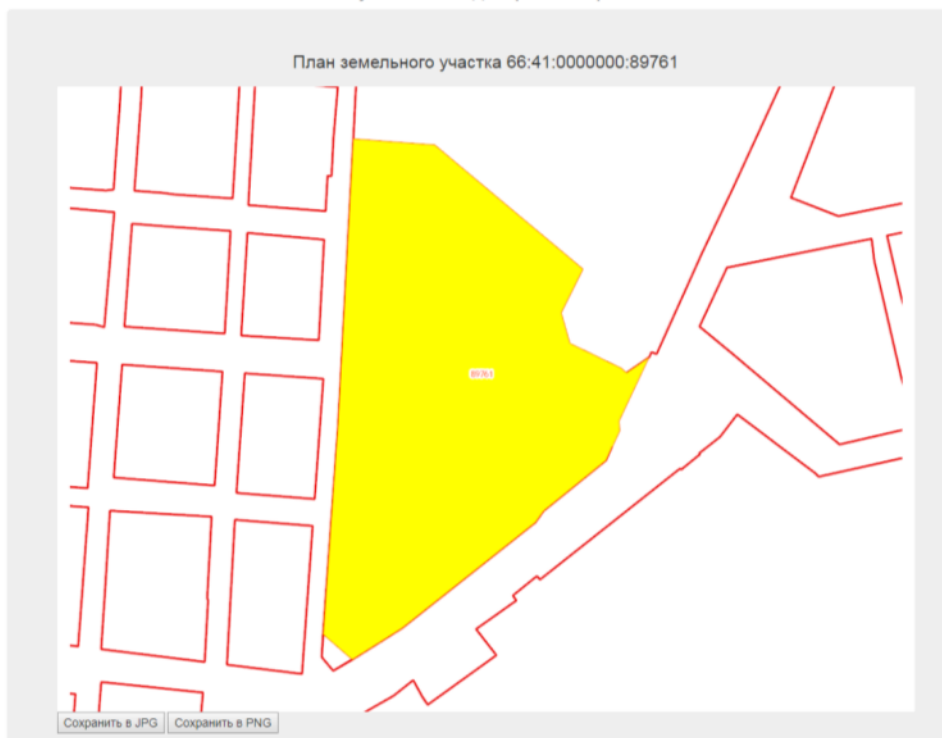 План земельного участка 66:41:0000000:89761
89761
Сохранить в JPG Сохранить в PNG